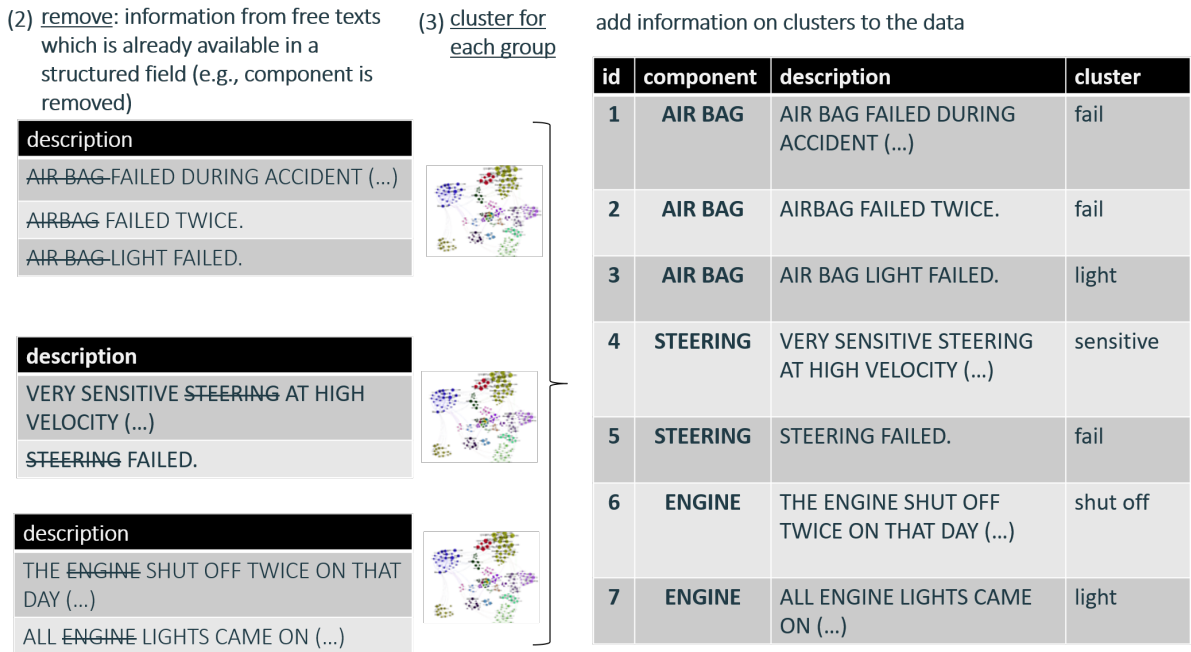 (2) remove: information from free texts
which is already available in a
structured field (e.g., component is
removed)
description
AIR BAG FAILED DURING ACCIDENT (...)
AIRBAG FAILED TWICE.
AIR BAG LIGHT FAILED.
description
VERY SENSITIVE STEERING AT HIGH
VELOCITY (...)
STEERING FAILED.
description
THE ENGINE SHUT OFF TWICE ON THAT
DAY (...)
ALL ENGINE LIGHTS CAME ON (...)
(3) cluster for
each group
add information on clusters to the data
id component description cluster
1 AIR BAG AIR BAG FAILED DURING fail
ACCIDENT (...)
2 AIR BAG AIRBAG FAILED TWICE. fail
3 AIR BAG AIR BAG LIGHT FAILED. light
4 STEERING VERY SENSITIVE STEERING sensitive
AT HIGH VELOCITY (...)
5 STEERING STEERING FAILED. fail
6 ENGINE THE ENGINE SHUT OFF shut off
TWICE ON THAT DAY (...)
7 ENGINE ALL ENGINE LIGHTS CAME light
ON (...)